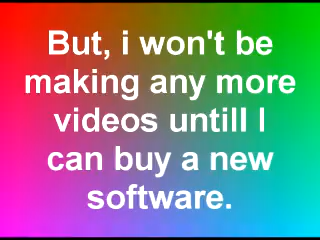 But, i won't be
making any more
videos untill I
can buy a new
software.